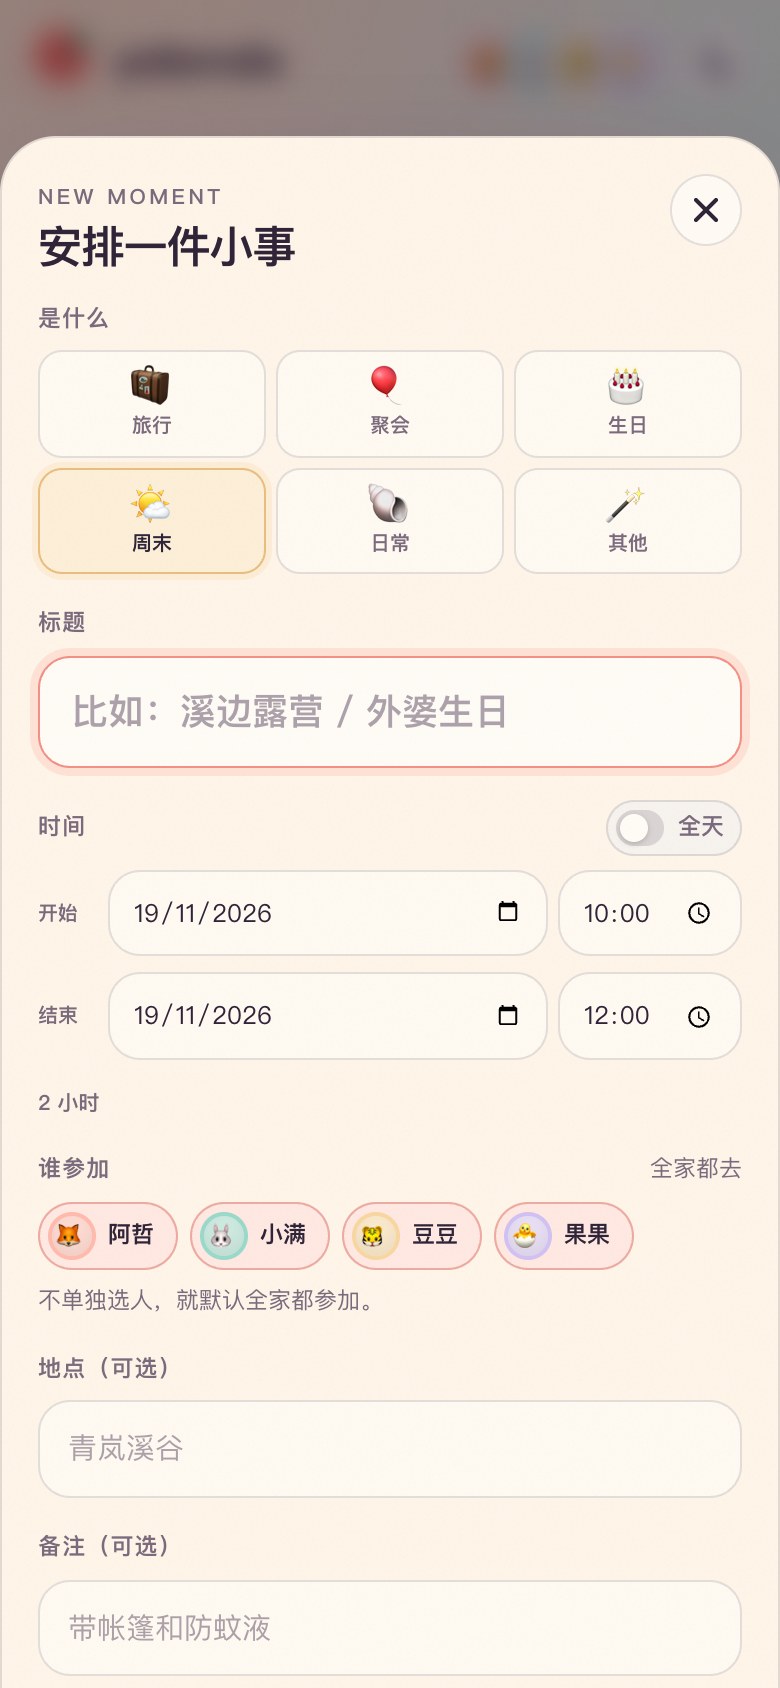 NEW MOMENT
安排一件小事
是什么
旅行
聚会
生日
周末
日常
其他
标题
比如：溪边露营 / 外婆生日
时间
全天
开始
19/11/2026
10:00
结束
19/11/2026
12:00
2 小时
谁参加
全家都去
阿哲
小满
豆豆
果果
不单独选人，就默认全家都参加。
地点（可选）
青岚溪谷
备注（可选）
带帐篷和防蚊液